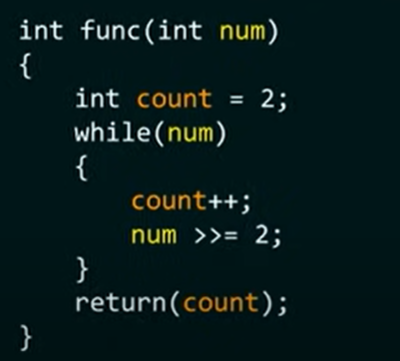 int func(int num)
{
    int count = 2;
    while(num)
    {
        count++;
        num >>= 2;
    }
    return(count);
}